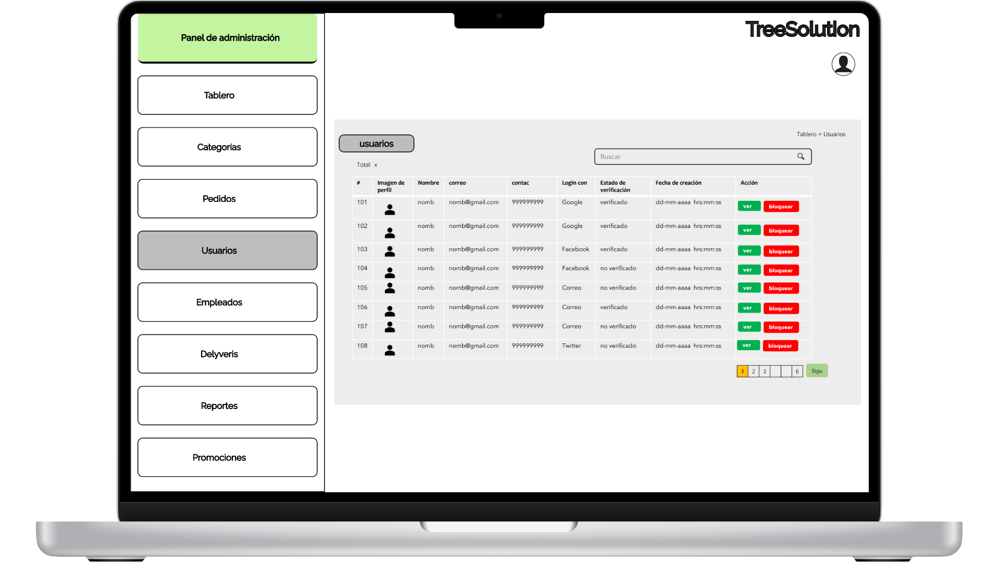 Panel de administración
Tablero
Categorías
Pedidos
Usuarios
Empleados
Delyveris
Reportes
Promociones
TreeSolution
Tablero > Usuarios
usuarios
Buscar
Total: x
# Imagen de perfil Nombre correo contac Login con Estado de verificación Fecha de creación Acción
101 nomb nomb@gmail.com 999999999 Google verificado dd-mm-aaaa hrs:mm:ss ver bloquear
102 nomb nomb@gmail.com 999999999 Google verificado dd-mm-aaaa hrs:mm:ss ver bloquear
103 nomb nomb@gmail.com 999999999 Facebook verificado dd-mm-aaaa hrs:mm:ss ver bloquear
104 nomb nomb@gmail.com 999999999 Facebook no verificado dd-mm-aaaa hrs:mm:ss ver bloquear
105 nomb nomb@gmail.com 999999999 Correo no verificado dd-mm-aaaa hrs:mm:ss ver bloquear
106 nomb nomb@gmail.com 999999999 Correo verificado dd-mm-aaaa hrs:mm:ss ver bloquear
107 nomb nomb@gmail.com 999999999 Correo no verificado dd-mm-aaaa hrs:mm:ss ver bloquear
108 nomb nomb@gmail.com 999999999 Twitter no verificado dd-mm-aaaa hrs:mm:ss ver bloquear
1 2 3 6 Sigu